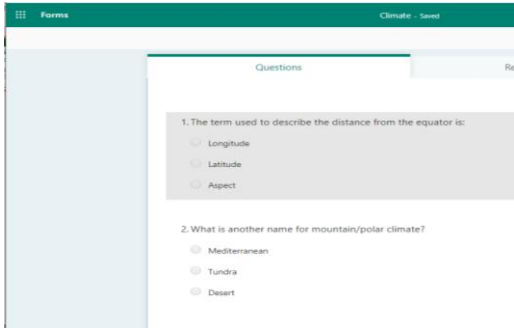 Forms
Climate - Saved
Questions
1. The term used to describe the distance from the equator is:
Longitude
Latitude
Aspect
2. What is another name for mountain/polar climate?
Mediterranean
Tundra
Desert